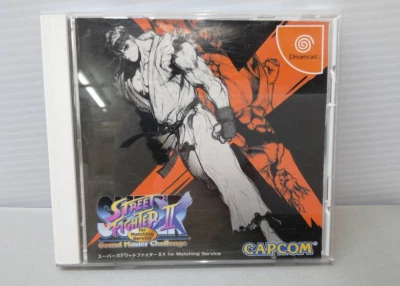 Dreamcast
SUPER
STREET
FIGHTER II X
for Matching
Service
Grand Master Challenge
CAPCOM
スーパーストリートファイターII X for Matching Service